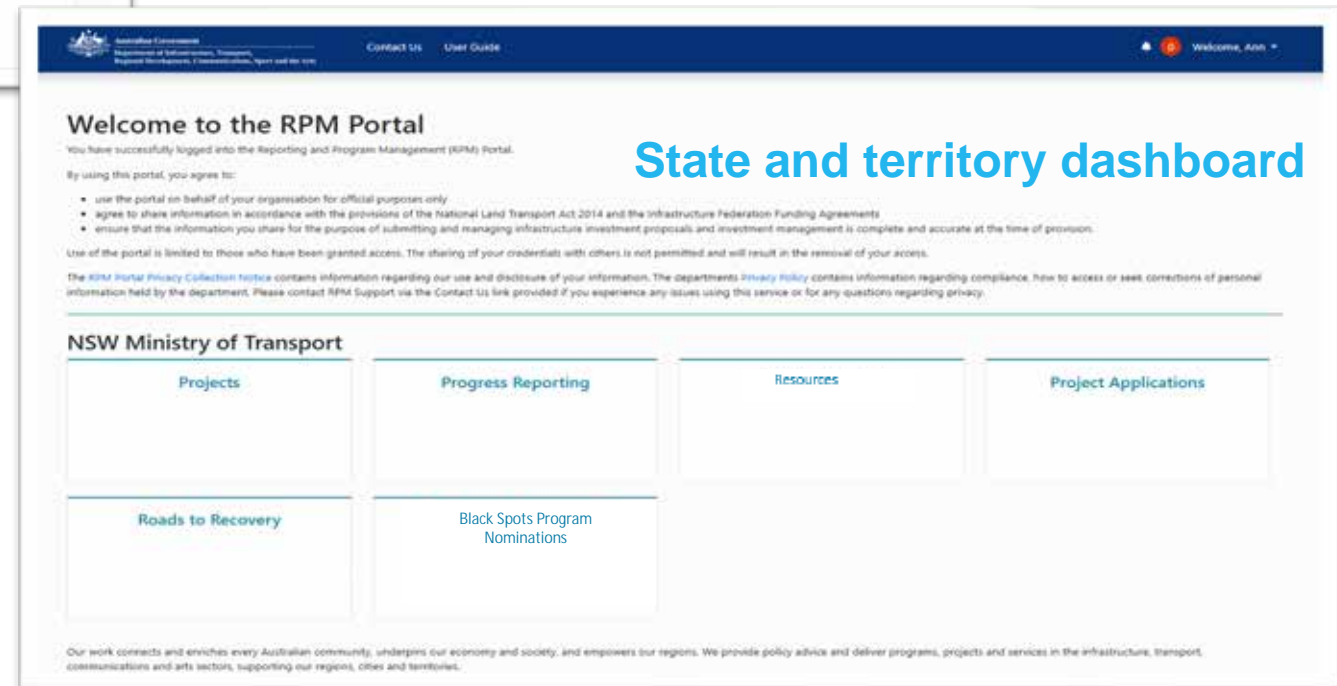 Australian Government
Department of Infrastructure, Transport,
Regional Development, Communications, Sport and the Arts
Contact Us User Guide
0 Welcome, Ann
Welcome to the RPM Portal
You have successfully logged into the Reporting and Program Management (RPM) Portal.
State and territory dashboard
By using this portal, you agree to:
• use the portal on behalf of your organisation for official purposes only
• agree to share information in accordance with the provisions of the National Land Transport Act 2014 and the Infrastructure Federation Funding Agreements
• ensure that the information you share for the purpose of submitting and managing infrastructure investment proposals and investment management is complete and accurate at the time of provision.
Use of the portal is limited to those who have been granted access. The sharing of your credentials with others is not permitted and will result in the removal of your access.
The RPM Portal Privacy Collection Notice contains information regarding our use and disclosure of your information. The departments Privacy Policy contains information regarding compliance, how to access or seek corrections of personal
information held by the department. Please contact RPM Support via the Contact Us link provided if you experience any issues using this service or for any questions regarding privacy.
NSW Ministry of Transport
Projects
Progress Reporting
Resources
Project Applications
Roads to Recovery
Black Spots Program
Nominations
Our work connects and enriches every Australian community, underpins our economy and society, and empowers our regions. We provide policy advice and deliver programs, projects and services in the infrastructure, transport,
communications and arts sectors, supporting our regions, cities and territories.